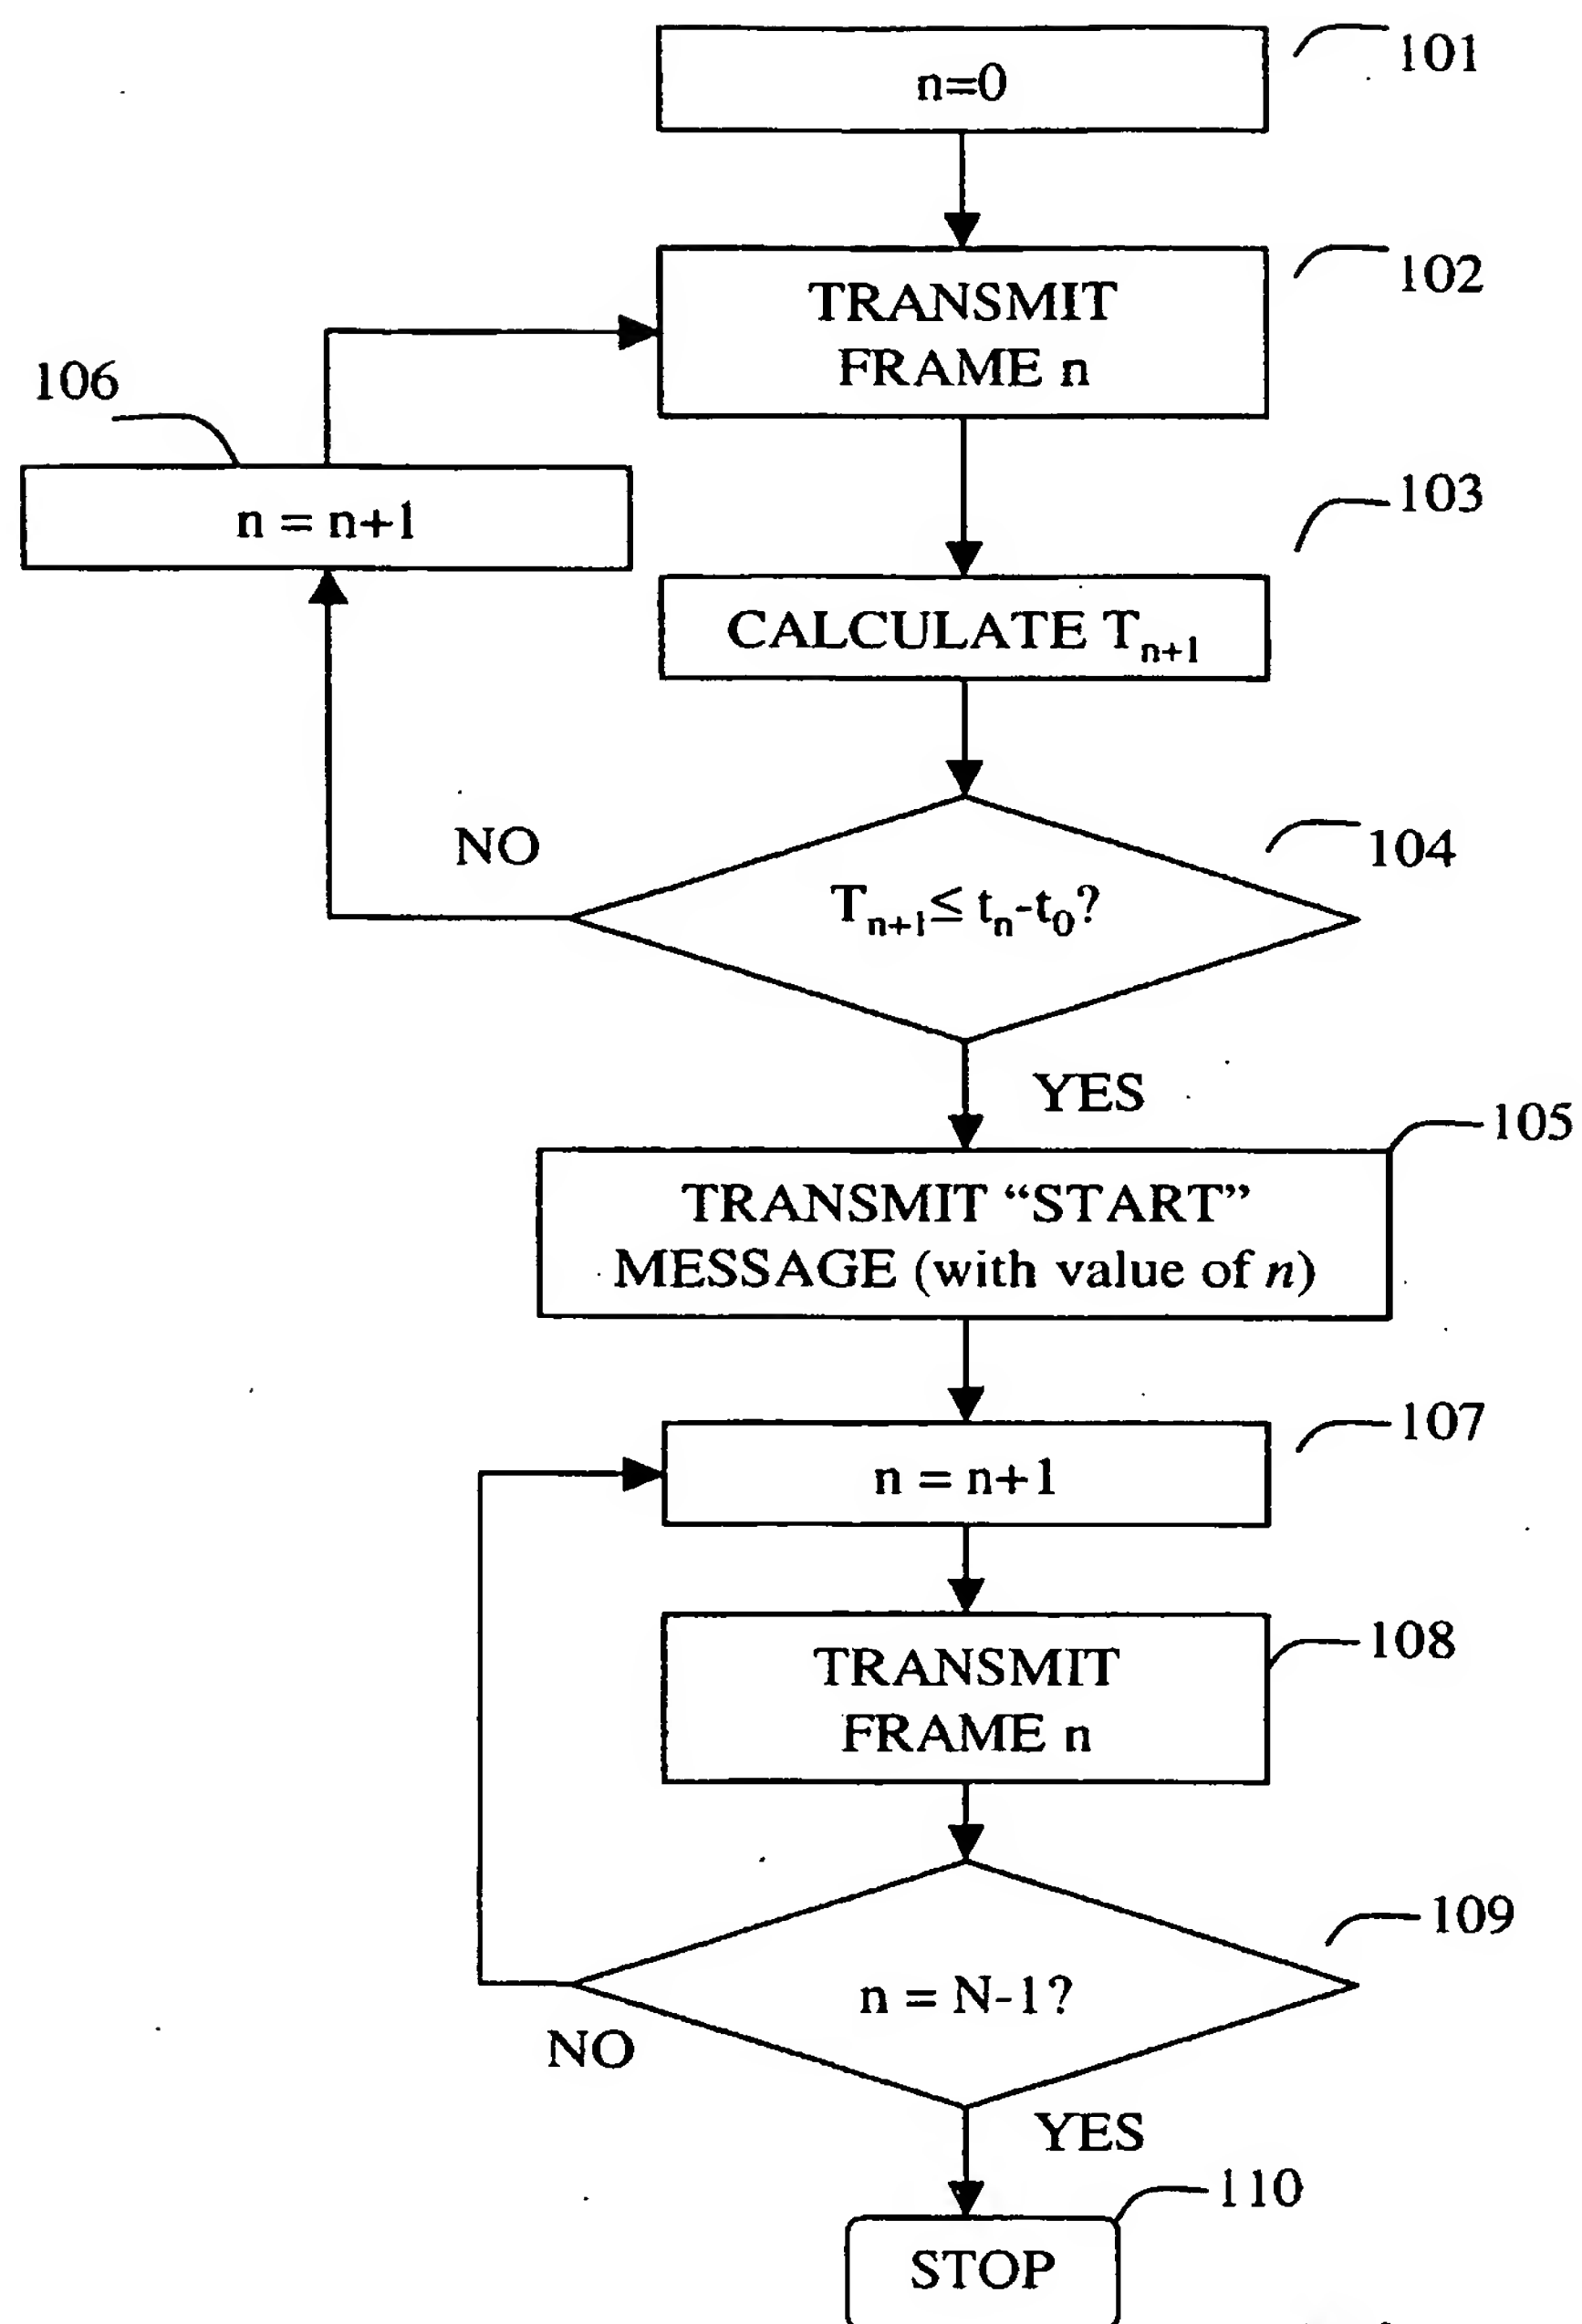 n=0
101
TRANSMIT
FRAME n
102
106
n = n+1
103
CALCULATE Tn+1
NO
104
Tn+1≤ tn-t0?
YES
105
TRANSMIT “START”
MESSAGE (with value of n)
107
n = n+1
108
TRANSMIT
FRAME n
109
n = N-1?
NO
YES
110
STOP